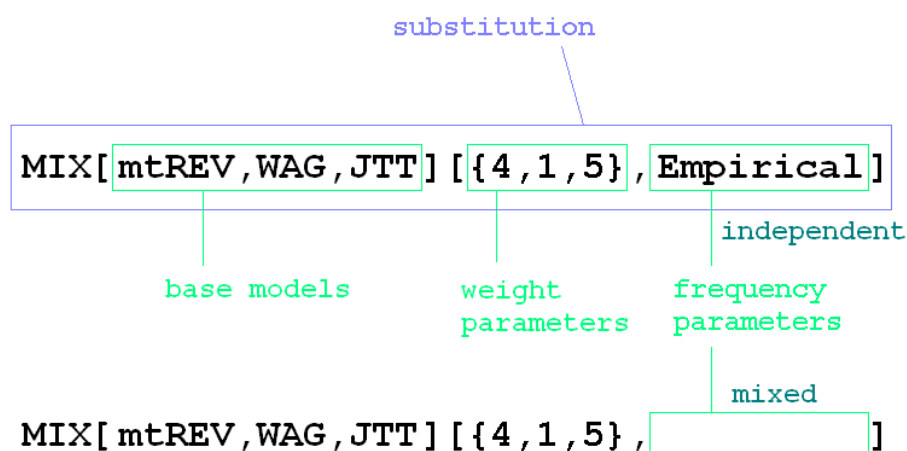 substitution
MIX[mtREV,WAG,JTT][{4,1,5},Empirical]
independent
base models
weight parameters
frequency parameters
mixed
MIX[mtREV,WAG,JTT][{4,1,5}, ]